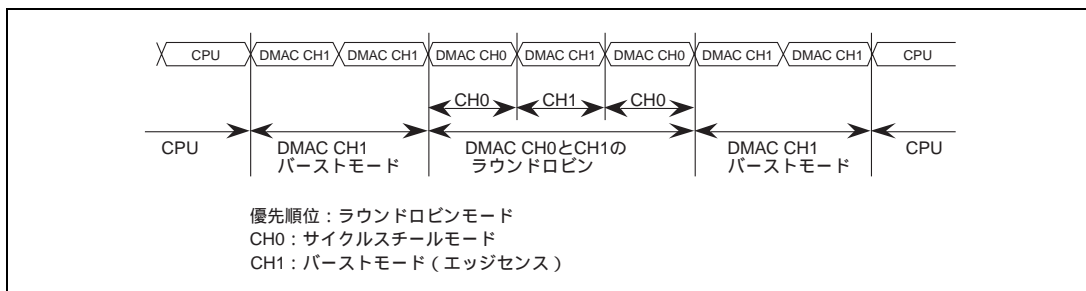 CPU DMAC CH1 DMAC CH1 DMAC CH0 DMAC CH1 DMAC CH0 DMAC CH1 DMAC CH1 CPU
CH0 CH1 CH0
CPU DMAC CH1 DMAC CH0とCH1の DMAC CH1 CPU
バーストモード ラウンドロビン バーストモード
優先順位：ラウンドロビンモード
CH0：サイクルスチールモード
CH1：バーストモード（エッジセンス）